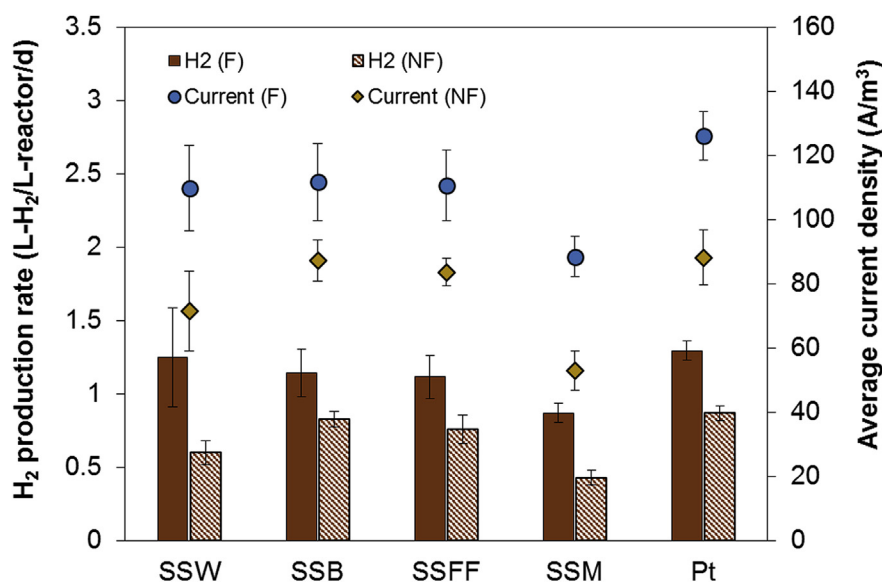 H2 production rate (L-H2/L-reactor/d)
3.5
3
2.5
2
1.5
1
0.5
0
H2 (F)
H2 (NF)
Current (F)
Current (NF)
160
140
120
100
80
60
40
20
0
Average current density (A/m³)
SSW
SSB
SSFF
SSM
Pt